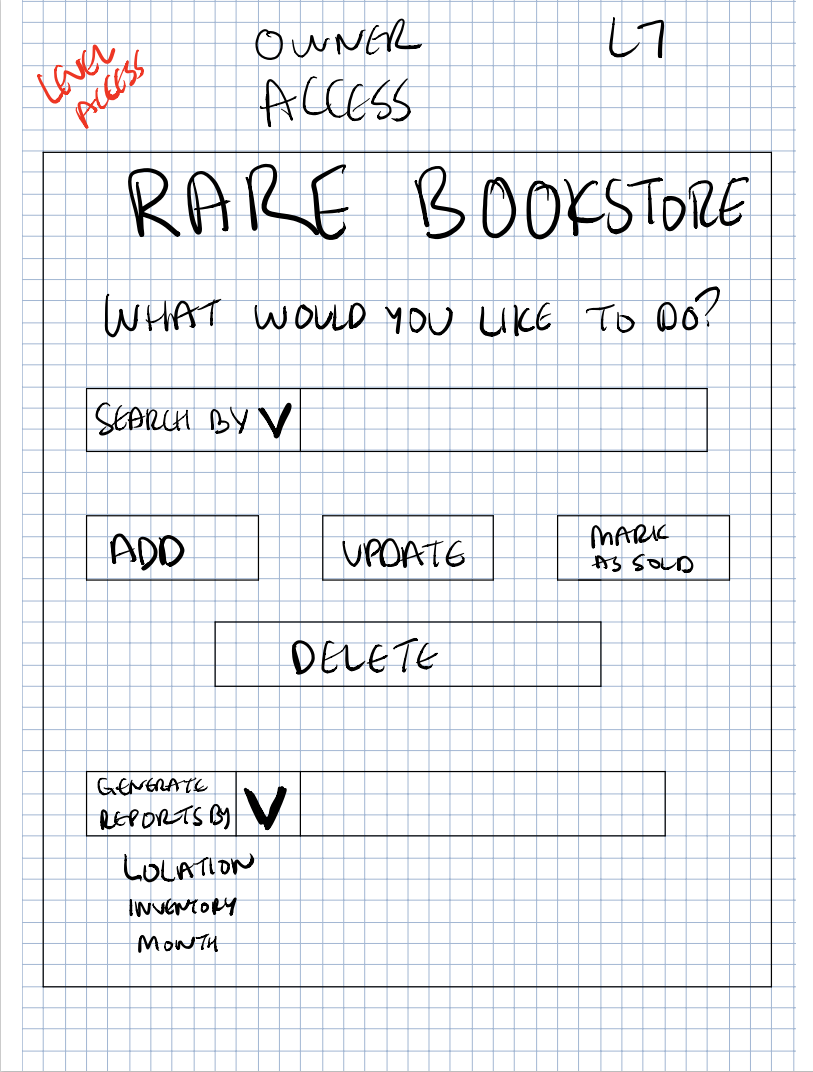 LEVEL
ACCESS
OWNER
ACCESS
L7
RARE BOOKSTORE
WHAT WOULD YOU LIKE TO DO?
SEARCH BY V
ADD
UPDATE
MARK
AS SOLD
DELETE
GENERATE
REPORTS BY V
LOCATION
INVENTORY
MONTH